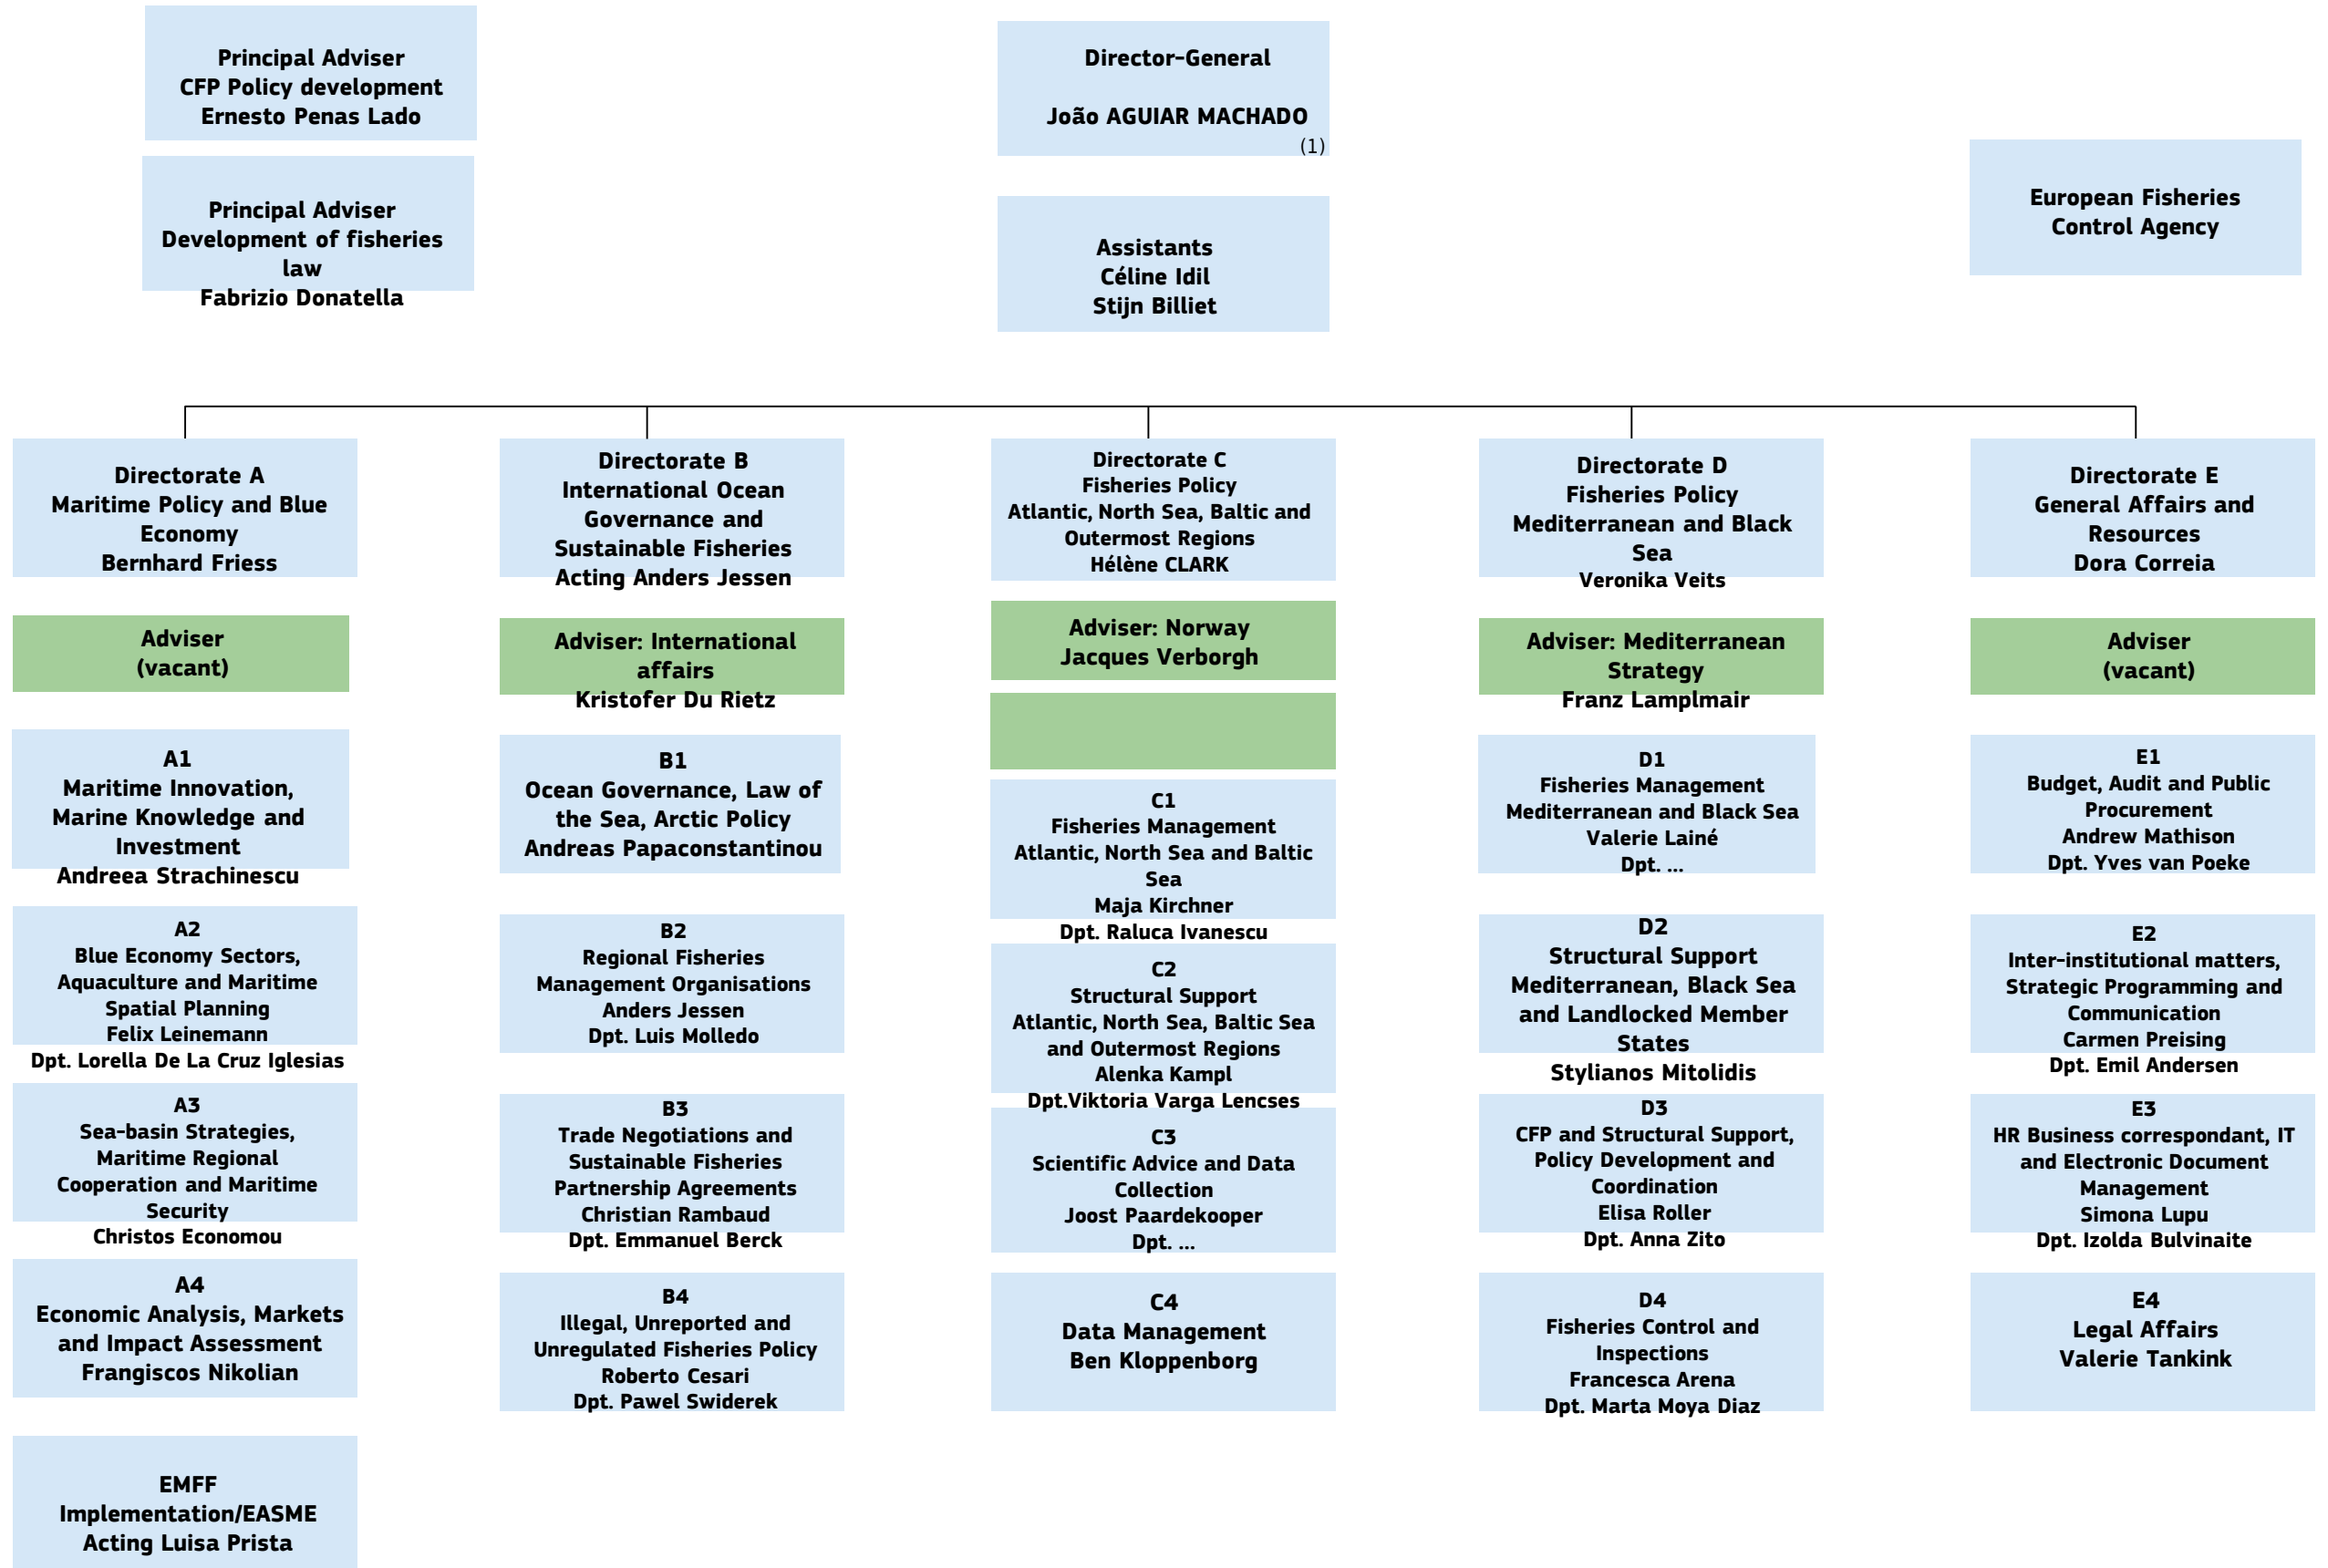 Principal Adviser
CFP Policy development
Ernesto Penas Lado
Director-General
João AGUIAR MACHADO
(1)
Principal Adviser
Development of fisheries
law
Fabrizio Donatella
Assistants
Céline Idil
Stijn Billiet
European Fisheries
Control Agency
Directorate A
Maritime Policy and Blue
Economy
Bernhard Friess
Adviser
(vacant)
A1
Maritime Innovation,
Marine Knowledge and
Investment
Andreea Strachinescu
A2
Blue Economy Sectors,
Aquaculture and Maritime
Spatial Planning
Felix Leinemann
Dpt. Lorella De La Cruz Iglesias
A3
Sea-basin Strategies,
Maritime Regional
Cooperation and Maritime
Security
Christos Economou
A4
Economic Analysis, Markets
and Impact Assessment
Frangiscos Nikolian
EMFF
Implementation/EASME
Acting Luisa Prista
Directorate B
International Ocean
Governance and
Sustainable Fisheries
Acting Anders Jessen
Adviser: International
affairs
Kristofer Du Rietz
B1
Ocean Governance, Law of
the Sea, Arctic Policy
Andreas Papaconstantinou
B2
Regional Fisheries
Management Organisations
Anders Jessen
Dpt. Luis Molledo
B3
Trade Negotiations and
Sustainable Fisheries
Partnership Agreements
Christian Rambaud
Dpt. Emmanuel Berck
B4
Illegal, Unreported and
Unregulated Fisheries Policy
Roberto Cesari
Dpt. Pawel Swiderek
Directorate C
Fisheries Policy
Atlantic, North Sea, Baltic and
Outermost Regions
Hélène CLARK
Adviser: Norway
Jacques Verborgh
C1
Fisheries Management
Atlantic, North Sea and Baltic
Sea
Maja Kirchner
Dpt. Raluca Ivanescu
C2
Structural Support
Atlantic, North Sea, Baltic Sea
and Outermost Regions
Alenka Kampl
Dpt.Viktoria Varga Lencses
C3
Scientific Advice and Data
Collection
Joost Paardekooper
Dpt. ...
C4
Data Management
Ben Kloppenborg
Directorate D
Fisheries Policy
Mediterranean and Black
Sea
Veronika Veits
Adviser: Mediterranean
Strategy
Franz Lamplmair
D1
Fisheries Management
Mediterranean and Black Sea
Valerie Lainé
Dpt. ...
D2
Structural Support
Mediterranean, Black Sea
and Landlocked Member
States
Stylianos Mitolidis
D3
CFP and Structural Support,
Policy Development and
Coordination
Elisa Roller
Dpt. Anna Zito
D4
Fisheries Control and
Inspections
Francesca Arena
Dpt. Marta Moya Diaz
Directorate E
General Affairs and
Resources
Dora Correia
Adviser
(vacant)
E1
Budget, Audit and Public
Procurement
Andrew Mathison
Dpt. Yves van Poeke
E2
Inter-institutional matters,
Strategic Programming and
Communication
Carmen Preising
Dpt. Emil Andersen
E3
HR Business correspondant, IT
and Electronic Document
Management
Simona Lupu
Dpt. Izolda Bulvinaite
E4
Legal Affairs
Valerie Tankink